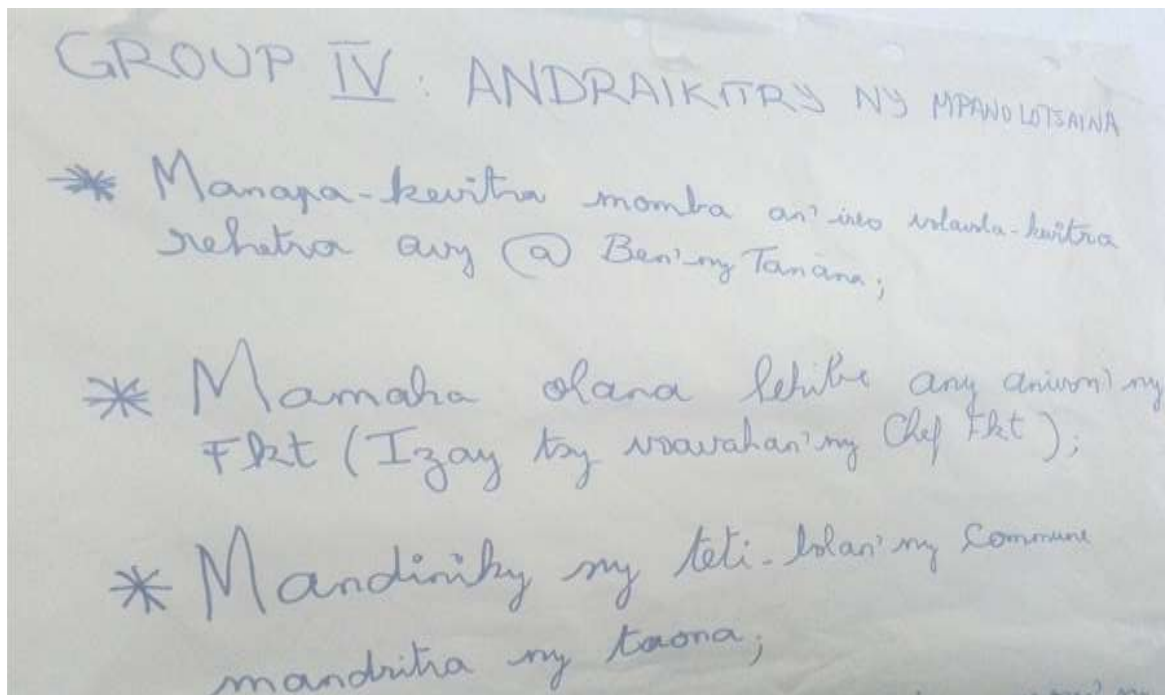 GROUP IV : ANDRAIKITRY NY MPANOLOTSAINA
* Manapa-kevitra momba an' ireo volavola-kevitra
rehetra avy @ Ben'ny Tanàna;
* Mamaha olana lehibe any anivon'ny
Fkt (Izay tsy voavahan'ny Chef Fkt);
* Mandinika ny teti-bolan'ny Commune
mandritra ny taona;